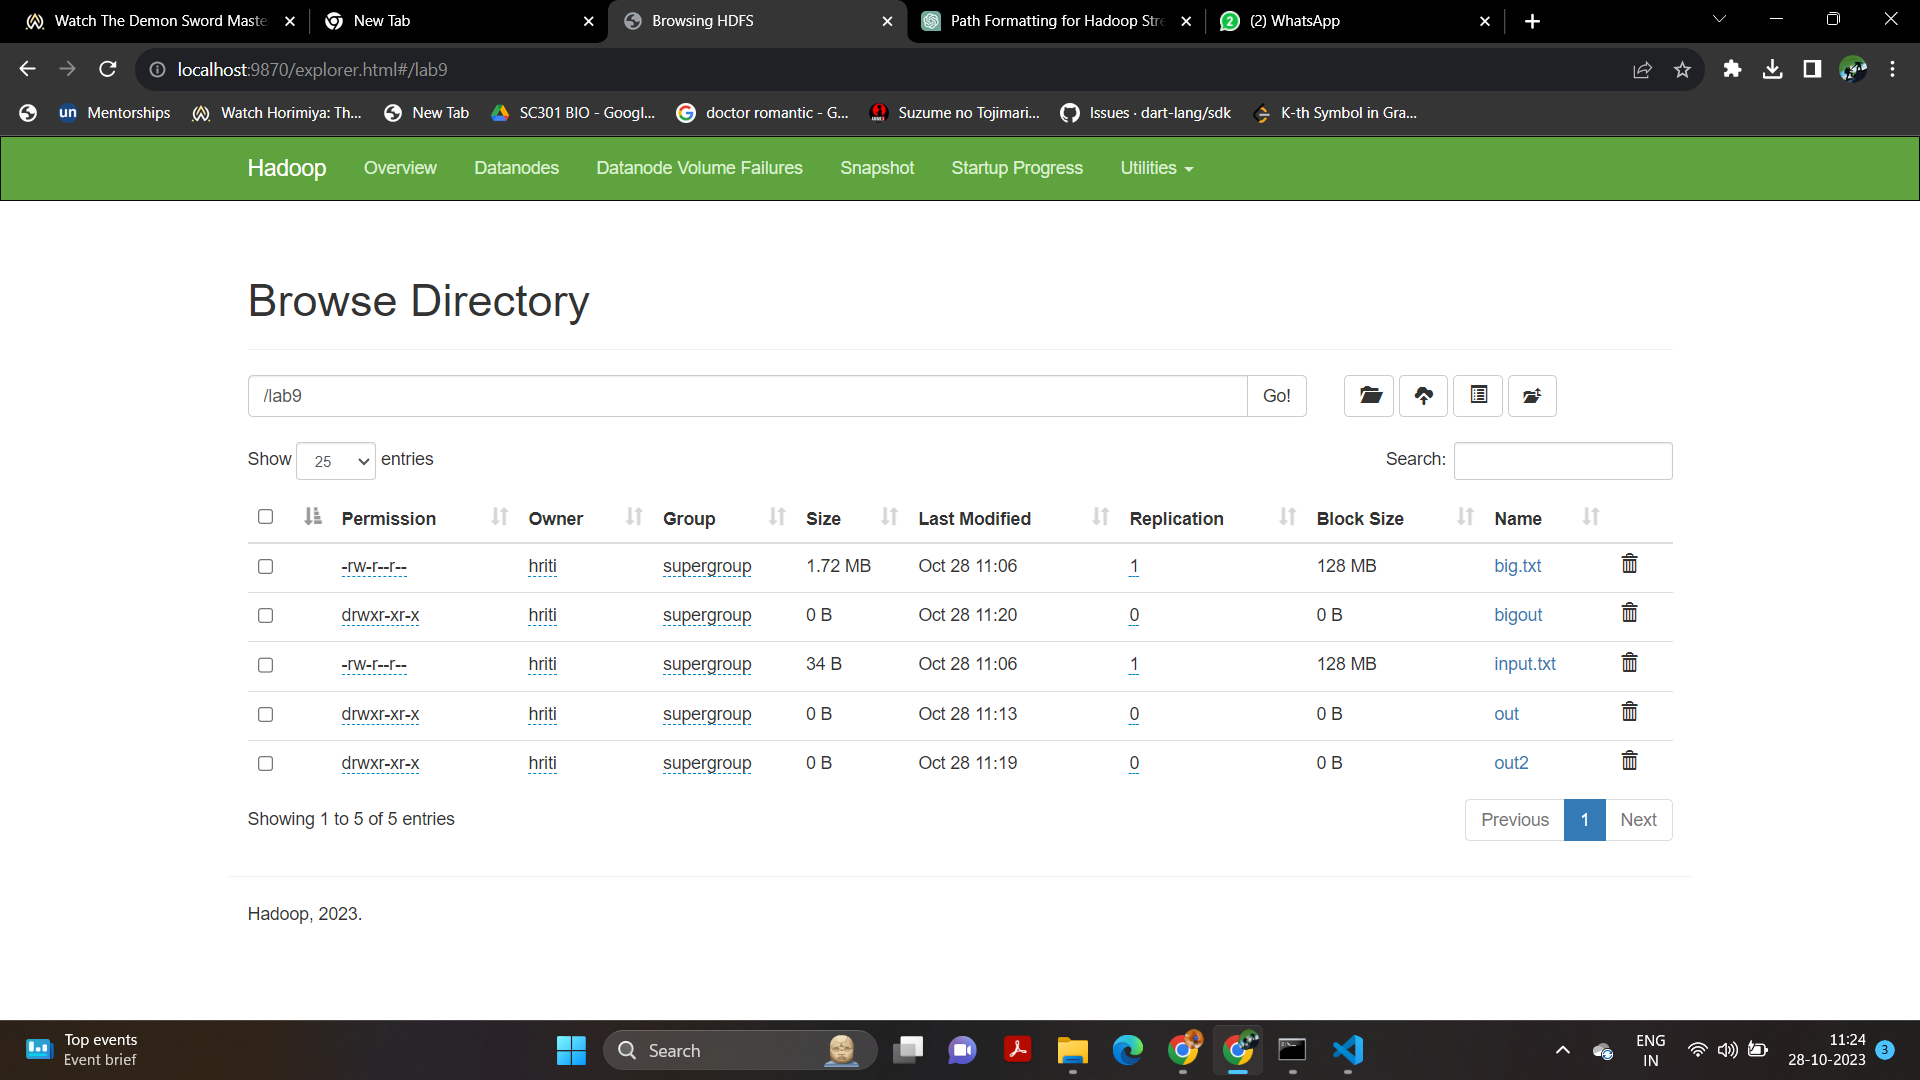 Watch The Demon Sword Maste
New Tab
Browsing HDFS
Path Formatting for Hadoop Stre
(2) WhatsApp
localhost:9870/explorer.html#/lab9
un Mentorships
Watch Horimiya: Th...
New Tab
SC301 BIO - Googl...
doctor romantic - G...
Suzume no Tojimari...
Issues · dart-lang/sdk
K-th Symbol in Gra...
Hadoop Overview Datanodes Datanode Volume Failures Snapshot Startup Progress Utilities
Browse Directory
/lab9 Go!
Show 25 entries Search:
Permission Owner Group Size Last Modified Replication Block Size Name
-rw-r--r-- hriti supergroup 1.72 MB Oct 28 11:06 1 128 MB big.txt
drwxr-xr-x hriti supergroup 0 B Oct 28 11:20 0 0 B bigout
-rw-r--r-- hriti supergroup 34 B Oct 28 11:06 1 128 MB input.txt
drwxr-xr-x hriti supergroup 0 B Oct 28 11:13 0 0 B out
drwxr-xr-x hriti supergroup 0 B Oct 28 11:19 0 0 B out2
Showing 1 to 5 of 5 entries Previous 1 Next
Hadoop, 2023.
Top events
Event brief
Search
ENG
IN
11:24
28-10-2023
3